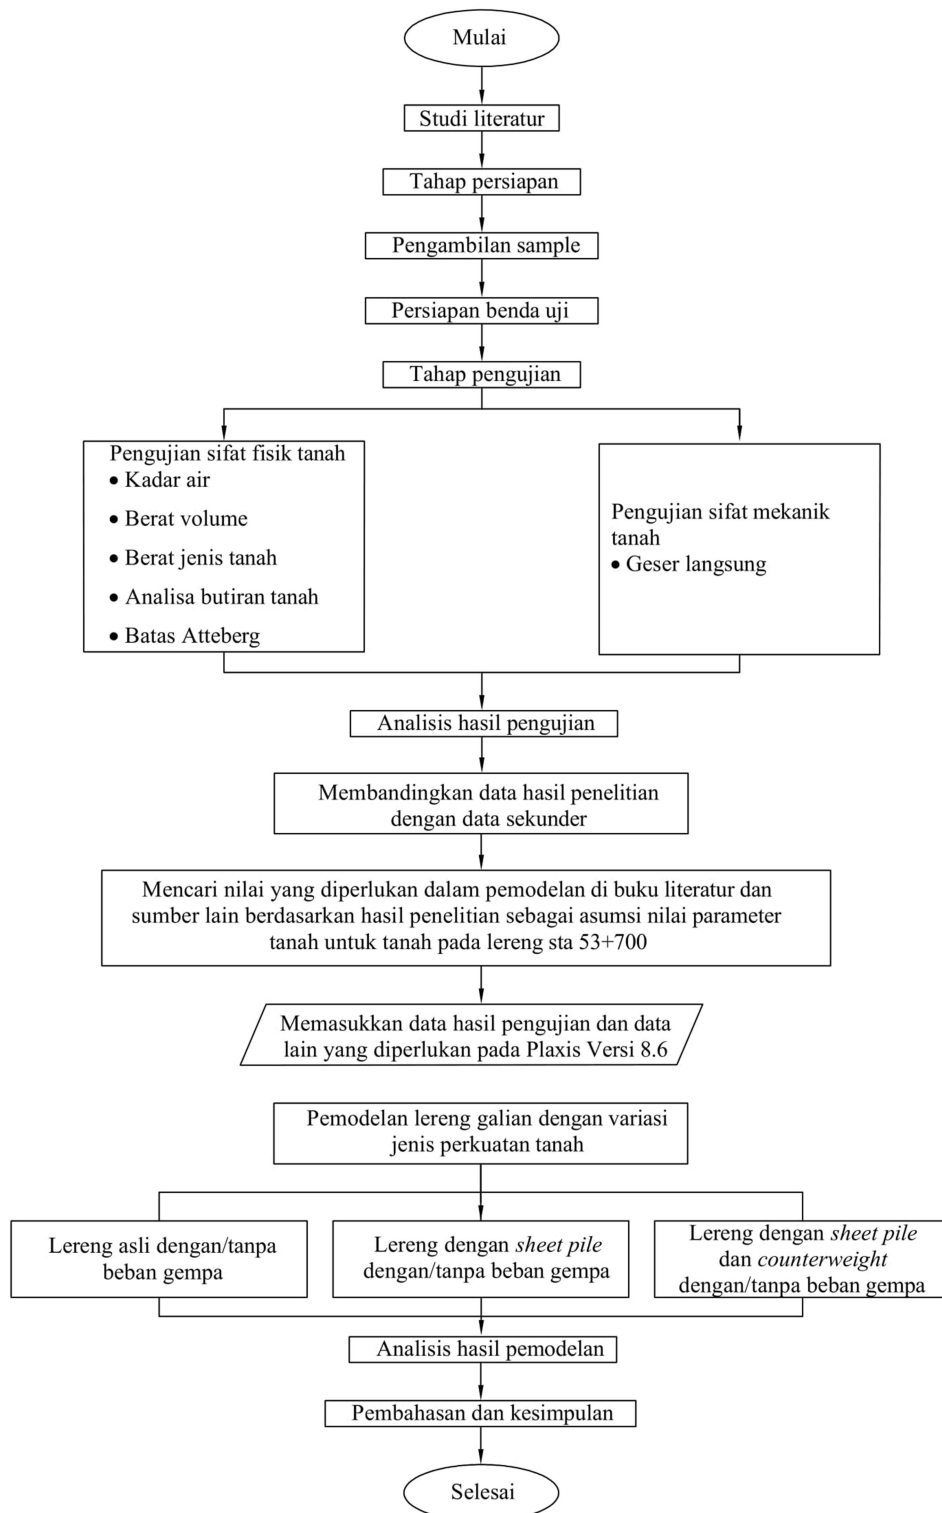 Mulai
Studi literatur
Tahap persiapan
Pengambilan sample
Persiapan benda uji
Tahap pengujian
Pengujian sifat fisik tanah
• Kadar air
• Berat volume
• Berat jenis tanah
• Analisa butiran tanah
• Batas Atteberg
Pengujian sifat mekanik
tanah
• Geser langsung
Analisis hasil pengujian
Membandingkan data hasil penelitian
dengan data sekunder
Mencari nilai yang diperlukan dalam pemodelan di buku literatur dan
sumber lain berdasarkan hasil penelitian sebagai asumsi nilai parameter
tanah untuk tanah pada lereng sta 53+700
Memasukkan data hasil pengujian dan data
lain yang diperlukan pada Plaxis Versi 8.6
Pemodelan lereng galian dengan variasi
jenis perkuatan tanah
Lereng asli dengan/tanpa
beban gempa
Lereng dengan sheet pile
dengan/tanpa beban gempa
Lereng dengan sheet pile
dan counterweight
dengan/tanpa beban gempa
Analisis hasil pemodelan
Pembahasan dan kesimpulan
Selesai